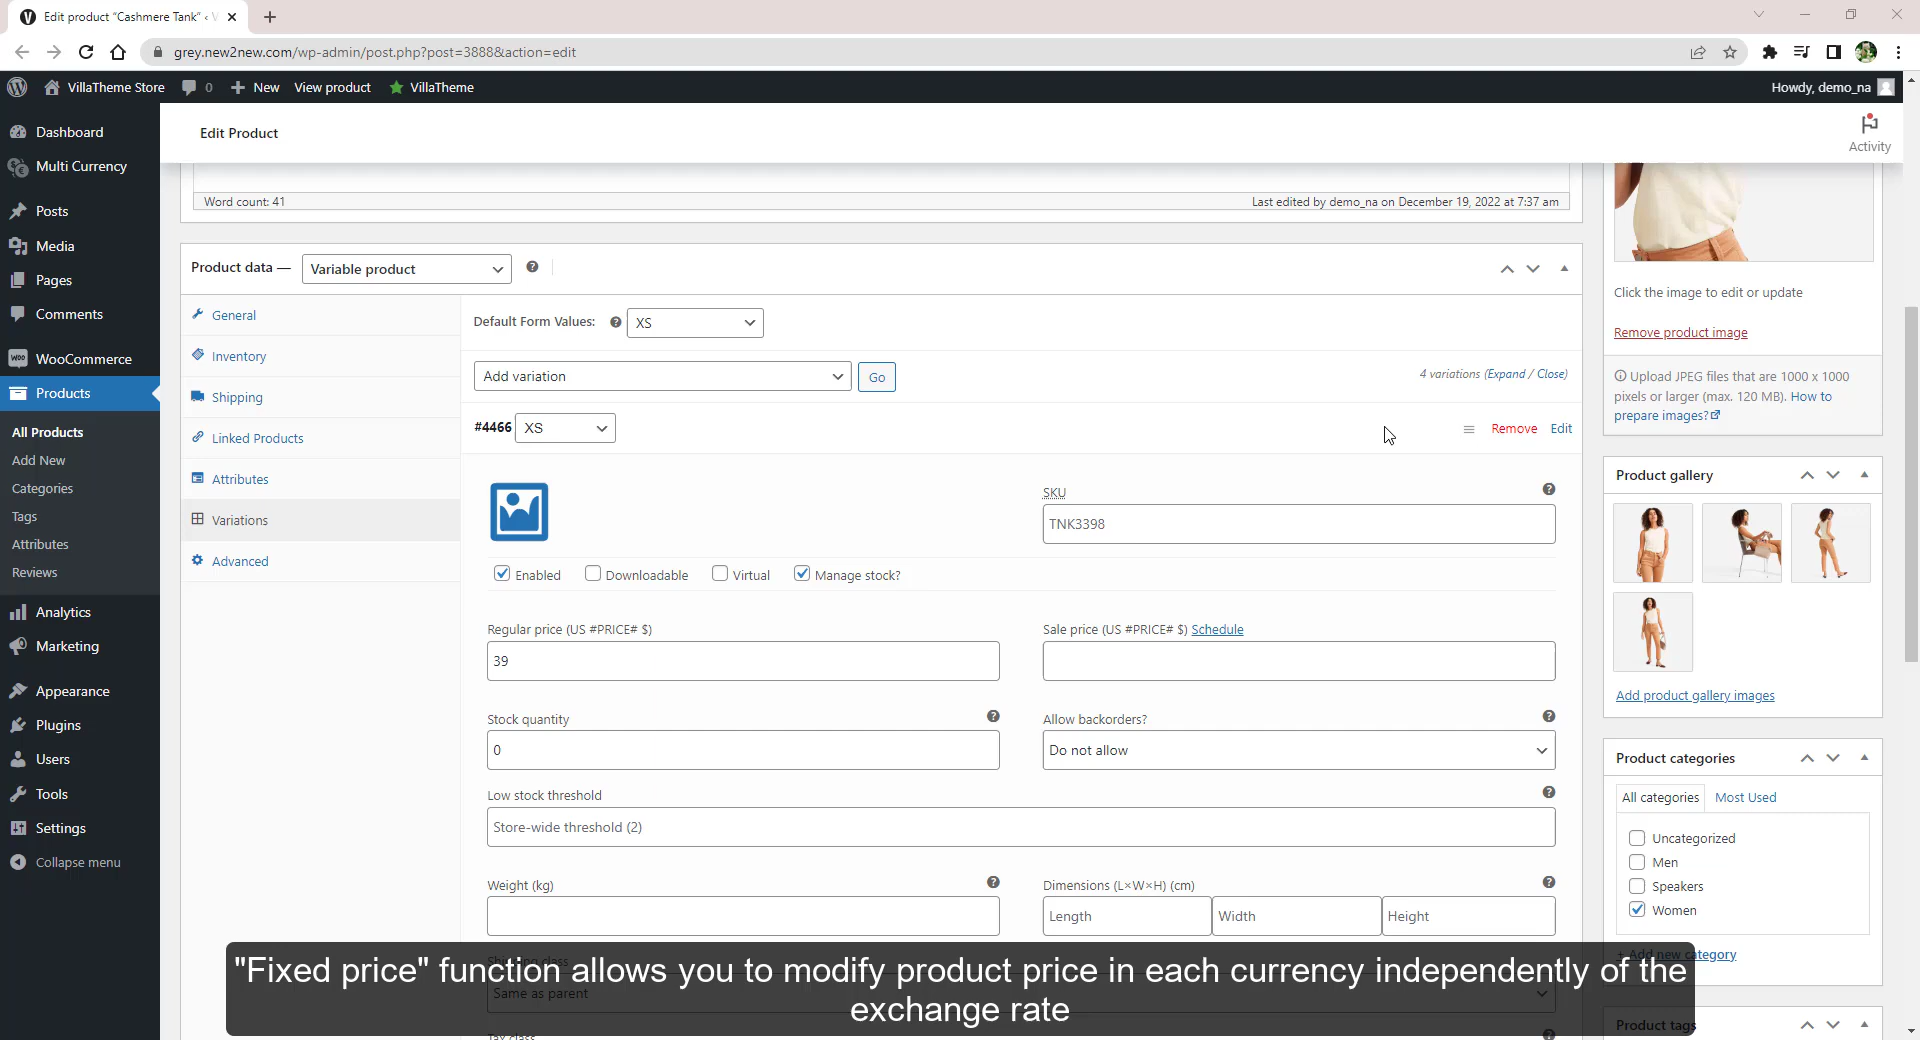 Edit product “Cashmere Tank” ‹ V
grey.new2new.com/wp-admin/post.php?post=3888&action=edit
VillaTheme Store
0
New
View product
VillaTheme
Howdy, demo_na
Dashboard
Multi Currency
Posts
Media
Pages
Comments
WooCommerce
Products
All Products
Add New
Categories
Tags
Attributes
Reviews
Analytics
Marketing
Appearance
Plugins
Users
Tools
Settings
Collapse menu
Edit Product
Activity
Word count: 41
Last edited by demo_na on December 19, 2022 at 7:37 am
Product data —
Variable product
General
Inventory
Shipping
Linked Products
Attributes
Variations
Advanced
Default Form Values:
XS
Add variation
Go
4 variations (Expand / Close)
#4466
XS
Remove
Edit
SKU
TNK3398
Enabled
Downloadable
Virtual
Manage stock?
Regular price (US #PRICE# $)
39
Sale price (US #PRICE# $) Schedule
Stock quantity
0
Allow backorders?
Do not allow
Low stock threshold
Store-wide threshold (2)
Weight (kg)
Dimensions (L×W×H) (cm)
Length
Width
Height
Shipping class
Same as parent
Tax class
Click the image to edit or update
Remove product image
Upload JPEG files that are 1000 x 1000
pixels or larger (max. 120 MB). How to
prepare images?
Product gallery
Add product gallery images
Product categories
All categories
Most Used
Uncategorized
Men
Speakers
Women
+ Add new category
Product tags
"Fixed price" function allows you to modify product price in each currency independently of the
exchange rate